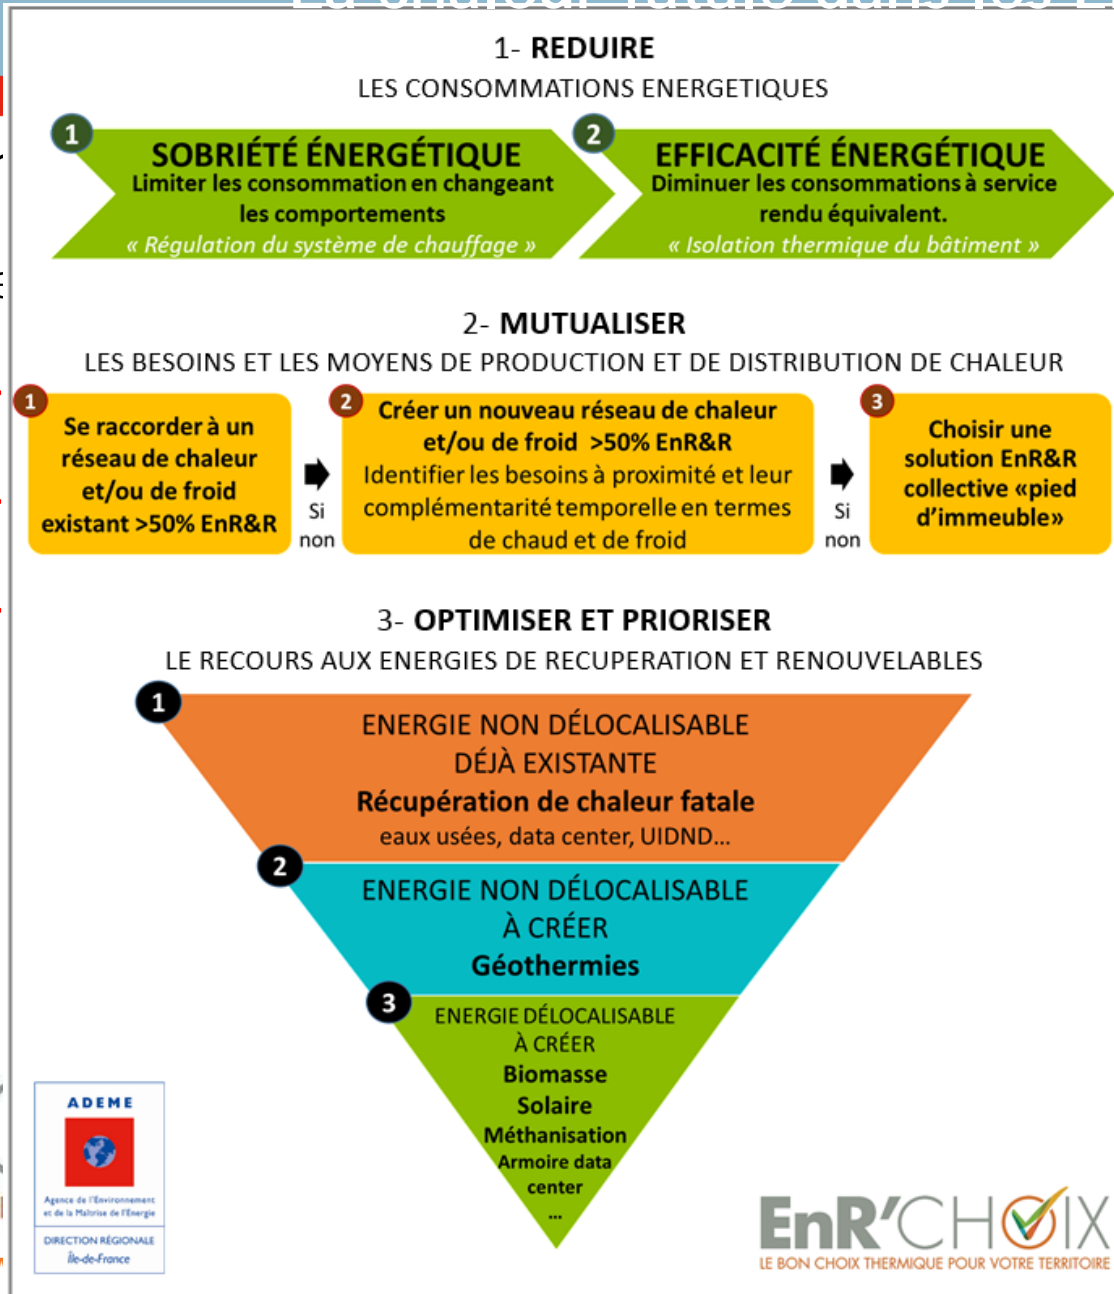 1- REDUIRE
LES CONSOMMATIONS ENERGETIQUES
1
SOBRIÉTÉ ÉNERGÉTIQUE
Limiter les consommation en changeant
les comportements
« Régulation du système de chauffage »
2
EFFICACITÉ ÉNERGÉTIQUE
Diminuer les consommations à service
rendu équivalent.
« Isolation thermique du bâtiment »
2- MUTUALISER
LES BESOINS ET LES MOYENS DE PRODUCTION ET DE DISTRIBUTION DE CHALEUR
1
Se raccorder à un
réseau de chaleur
et/ou de froid
existant >50% EnR&R
Si
non
2
Créer un nouveau réseau de chaleur
et/ou de froid >50% EnR&R
Identifier les besoins à proximité et leur
complémentarité temporelle en termes
de chaud et de froid
Si
non
3
Choisir une
solution EnR&R
collective «pied
d’immeuble»
3- OPTIMISER ET PRIORISER
LE RECOURS AUX ENERGIES DE RECUPERATION ET RENOUVELABLES
1
ENERGIE NON DÉLOCALISABLE
DÉJÀ EXISTANTE
Récupération de chaleur fatale
eaux usées, data center, UIDND...
2
ENERGIE NON DÉLOCALISABLE
À CRÉER
Géothermies
3
ENERGIE DÉLOCALISABLE
À CRÉER
Biomasse
Solaire
Méthanisation
Armoire data
center
...
ADEME
Agence de l'Environnement
et de la Maîtrise de l'Energie
DIRECTION RÉGIONALE
Île-de-France
EnR'CHOIX
LE BON CHOIX THERMIQUE POUR VOTRE TERRITOIRE